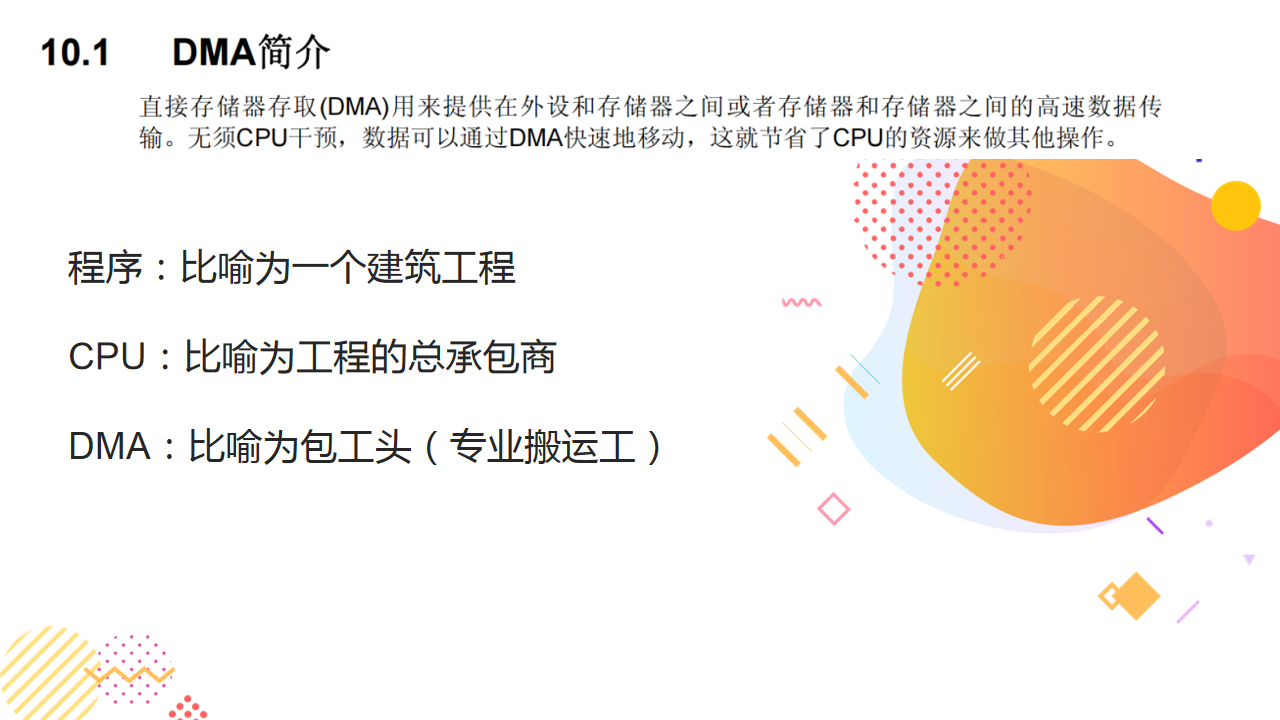 10.1 DMA简介
直接存储器存取(DMA)用来提供在外设和存储器之间或者存储器和存储器之间的高速数据传
输。无须CPU干预，数据可以通过DMA快速地移动，这就节省了CPU的资源来做其他操作。
程序：比喻为一个建筑工程
CPU：比喻为工程的总承包商
DMA：比喻为包工头（专业搬运工）